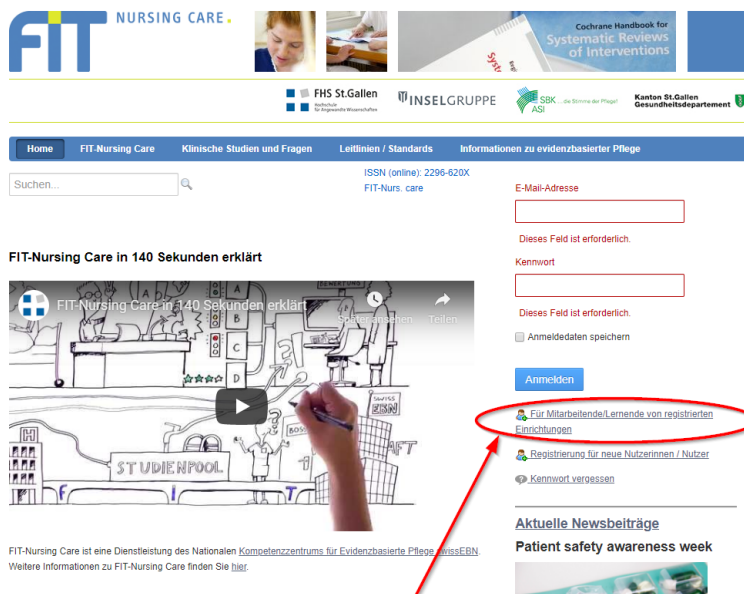 FIT NURSING CARE.
Cochrane Handbook for
Systematic Reviews
of Interventions
FHS St.Gallen
Hochschule
für Angewandte Wissenschaften
INSELGRUPPE
SBK ...die Stimme der Pflege!
ASI
Kanton St.Gallen
Gesundheitsdepartement
Home FIT-Nursing Care Klinische Studien und Fragen Leitlinien / Standards Informationen zu evidenzbasierter Pflege
Suchen...
ISSN (online): 2296-620X
FIT-Nurs. care
E-Mail-Adresse
Dieses Feld ist erforderlich.
Kennwort
Dieses Feld ist erforderlich.
Anmeldedaten speichern
Anmelden
Für Mitarbeitende/Lernende von registrierten
Einrichtungen
Registrierung für neue Nutzerinnen / Nutzer
Kennwort vergessen
FIT-Nursing Care in 140 Sekunden erklärt
FIT-Nursing Care in 140 Sekunden erklärt
Später ansehen Teilen
BEWERTUNG
A
B
C
D
SWISS
EBN
BOSS
AFT
STUDIENPOOL
F I T
FIT-Nursing Care ist eine Dienstleistung des Nationalen Kompetenzzentrums für Evidenzbasierte Pflege swissEBN.
Weitere Informationen zu FIT-Nursing Care finden Sie hier.
Aktuelle Newsbeiträge
Patient safety awareness week